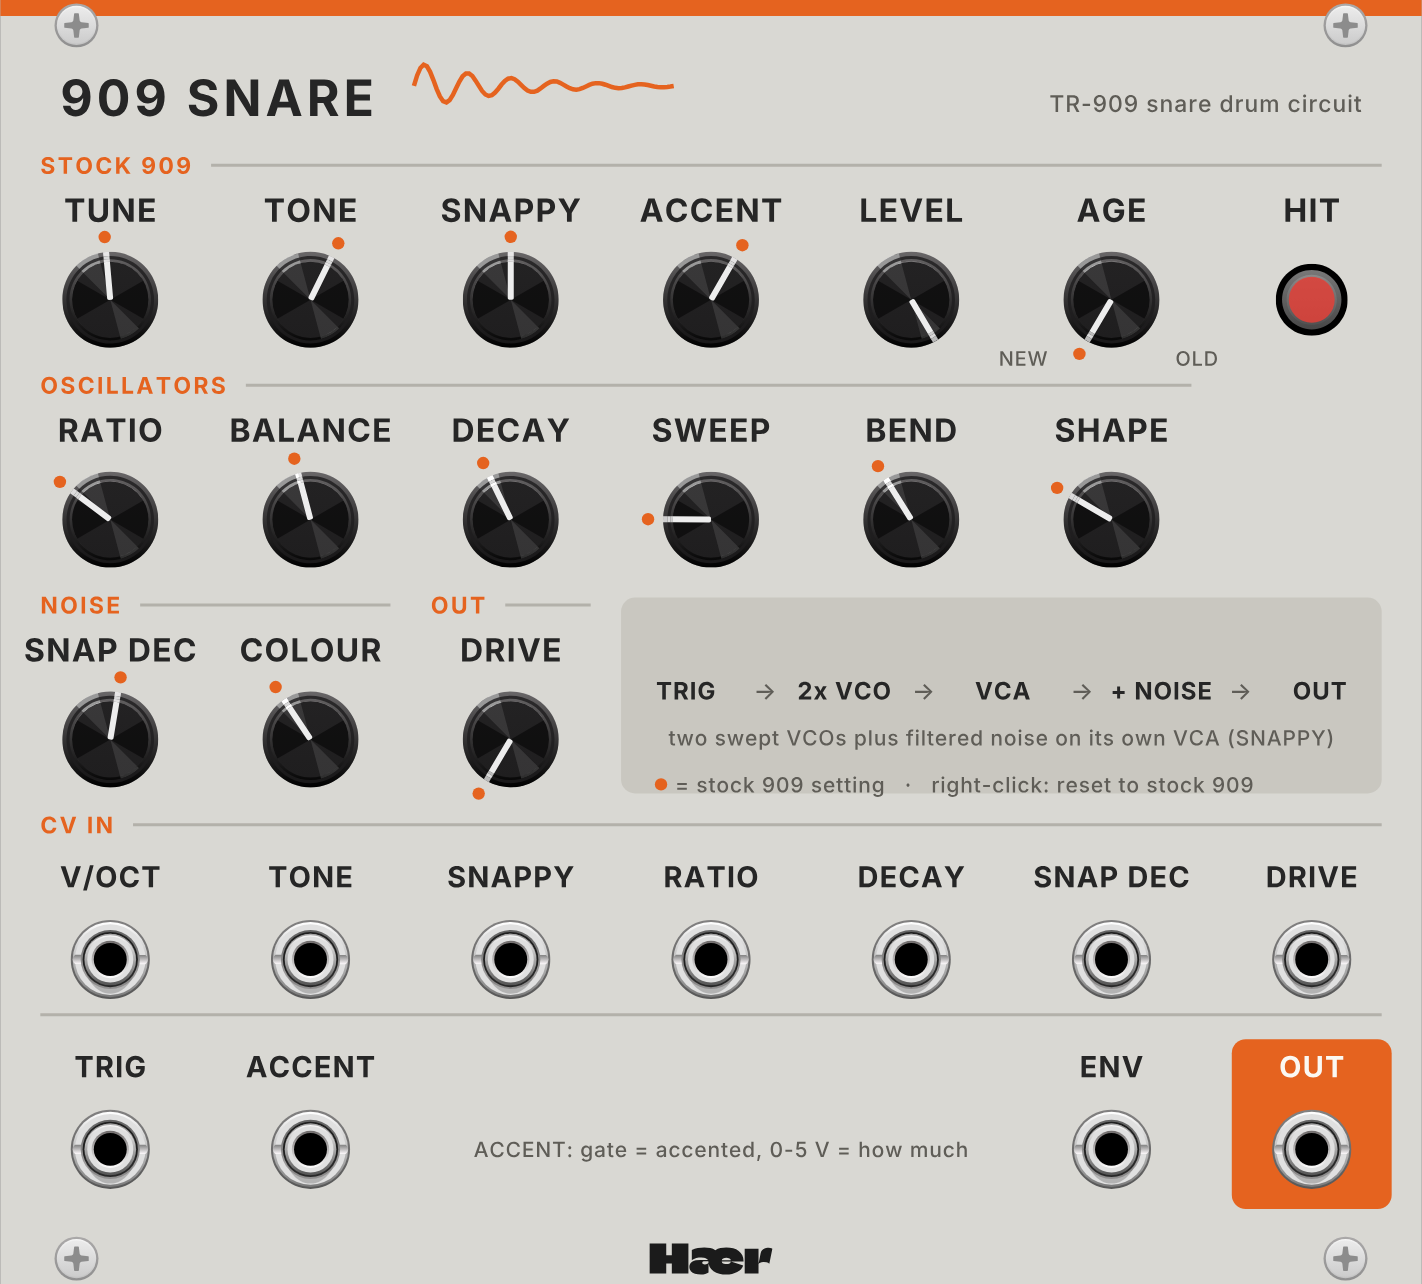 909 SNARE
TR-909 snare drum circuit
STOCK 909
TUNE TONE SNAPPY ACCENT LEVEL AGE HIT
NEW OLD
OSCILLATORS
RATIO BALANCE DECAY SWEEP BEND SHAPE
NOISE OUT
SNAP DEC COLOUR DRIVE
TRIG → 2x VCO → VCA → + NOISE → OUT
two swept VCOs plus filtered noise on its own VCA (SNAPPY)
= stock 909 setting · right-click: reset to stock 909
CV IN
V/OCT TONE SNAPPY RATIO DECAY SNAP DEC DRIVE
TRIG ACCENT ENV OUT
ACCENT: gate = accented, 0-5 V = how much
Hær